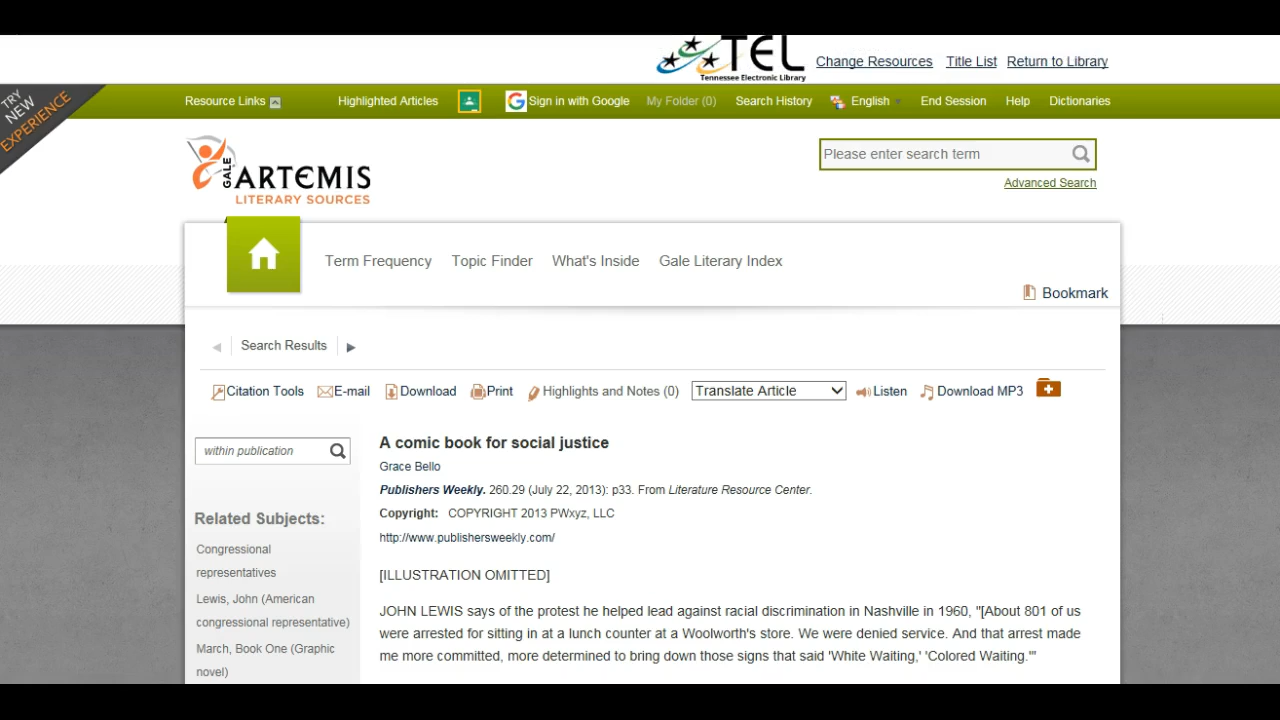 TEL
Tennessee Electronic Library
Change Resources Title List Return to Library
TRY
NEW
EXPERIENCE
Resource Links Highlighted Articles Sign in with Google My Folder (0) Search History English End Session Help Dictionaries
GALE
ARTEMIS
LITERARY SOURCES
Please enter search term
Advanced Search
Term Frequency Topic Finder What's Inside Gale Literary Index
Bookmark
Search Results
Citation Tools E-mail Download Print Highlights and Notes (0) Translate Article Listen Download MP3
within publication
Related Subjects:
Congressional
representatives
Lewis, John (American
congressional representative)
March, Book One (Graphic
novel)
A comic book for social justice
Grace Bello
Publishers Weekly. 260.29 (July 22, 2013): p33. From Literature Resource Center.
Copyright: COPYRIGHT 2013 PWxyz, LLC
http://www.publishersweekly.com/
[ILLUSTRATION OMITTED]
JOHN LEWIS says of the protest he helped lead against racial discrimination in Nashville in 1960, "[About 801 of us
were arrested for sitting in at a lunch counter at a Woolworth's store. We were denied service. And that arrest made
me more committed, more determined to bring down those signs that said 'White Waiting,' 'Colored Waiting.'"